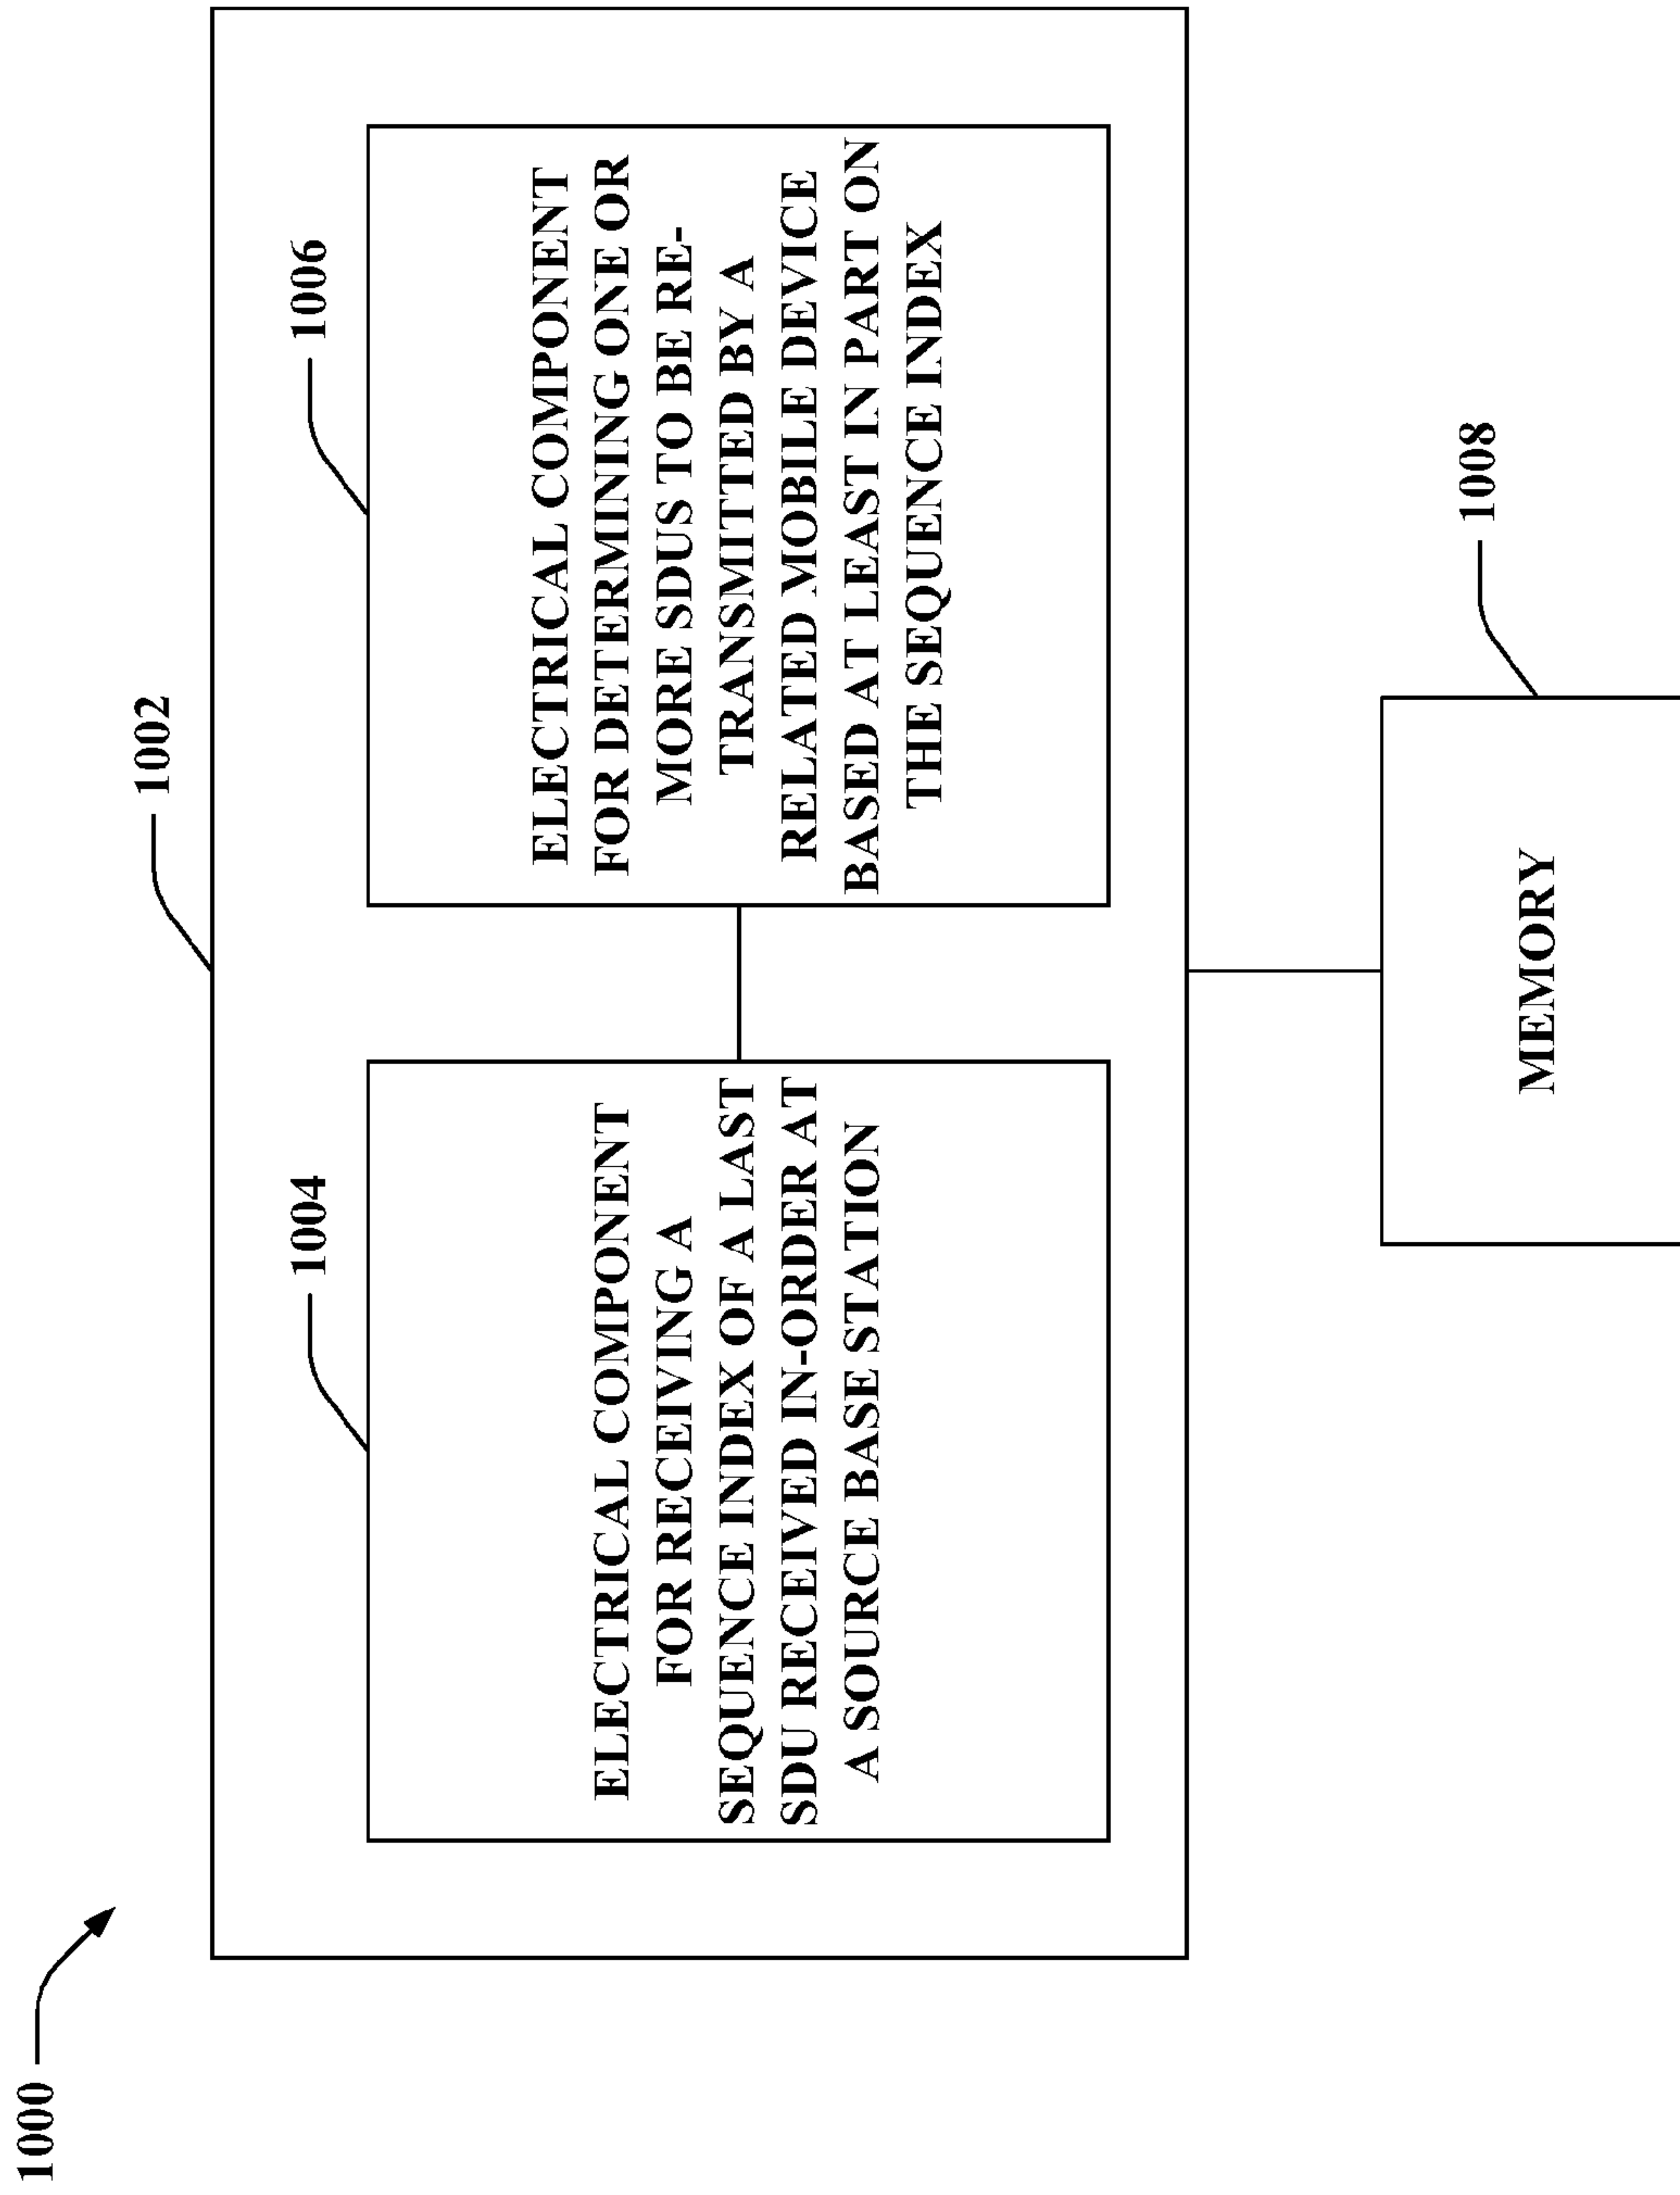 1000
1002
1004
ELECTRICAL COMPONENT
FOR RECEIVING A
SEQUENCE INDEX OF A LAST
SDU RECEIVED IN-ORDER AT
A SOURCE BASE STATION
1006
ELECTRICAL COMPONENT
FOR DETERMINING ONE OR
MORE SDUS TO BE RE-
TRANSMITTED BY A
RELATED MOBILE DEVICE
BASED AT LEAST IN PART ON
THE SEQUENCE INDEX
1008
MEMORY